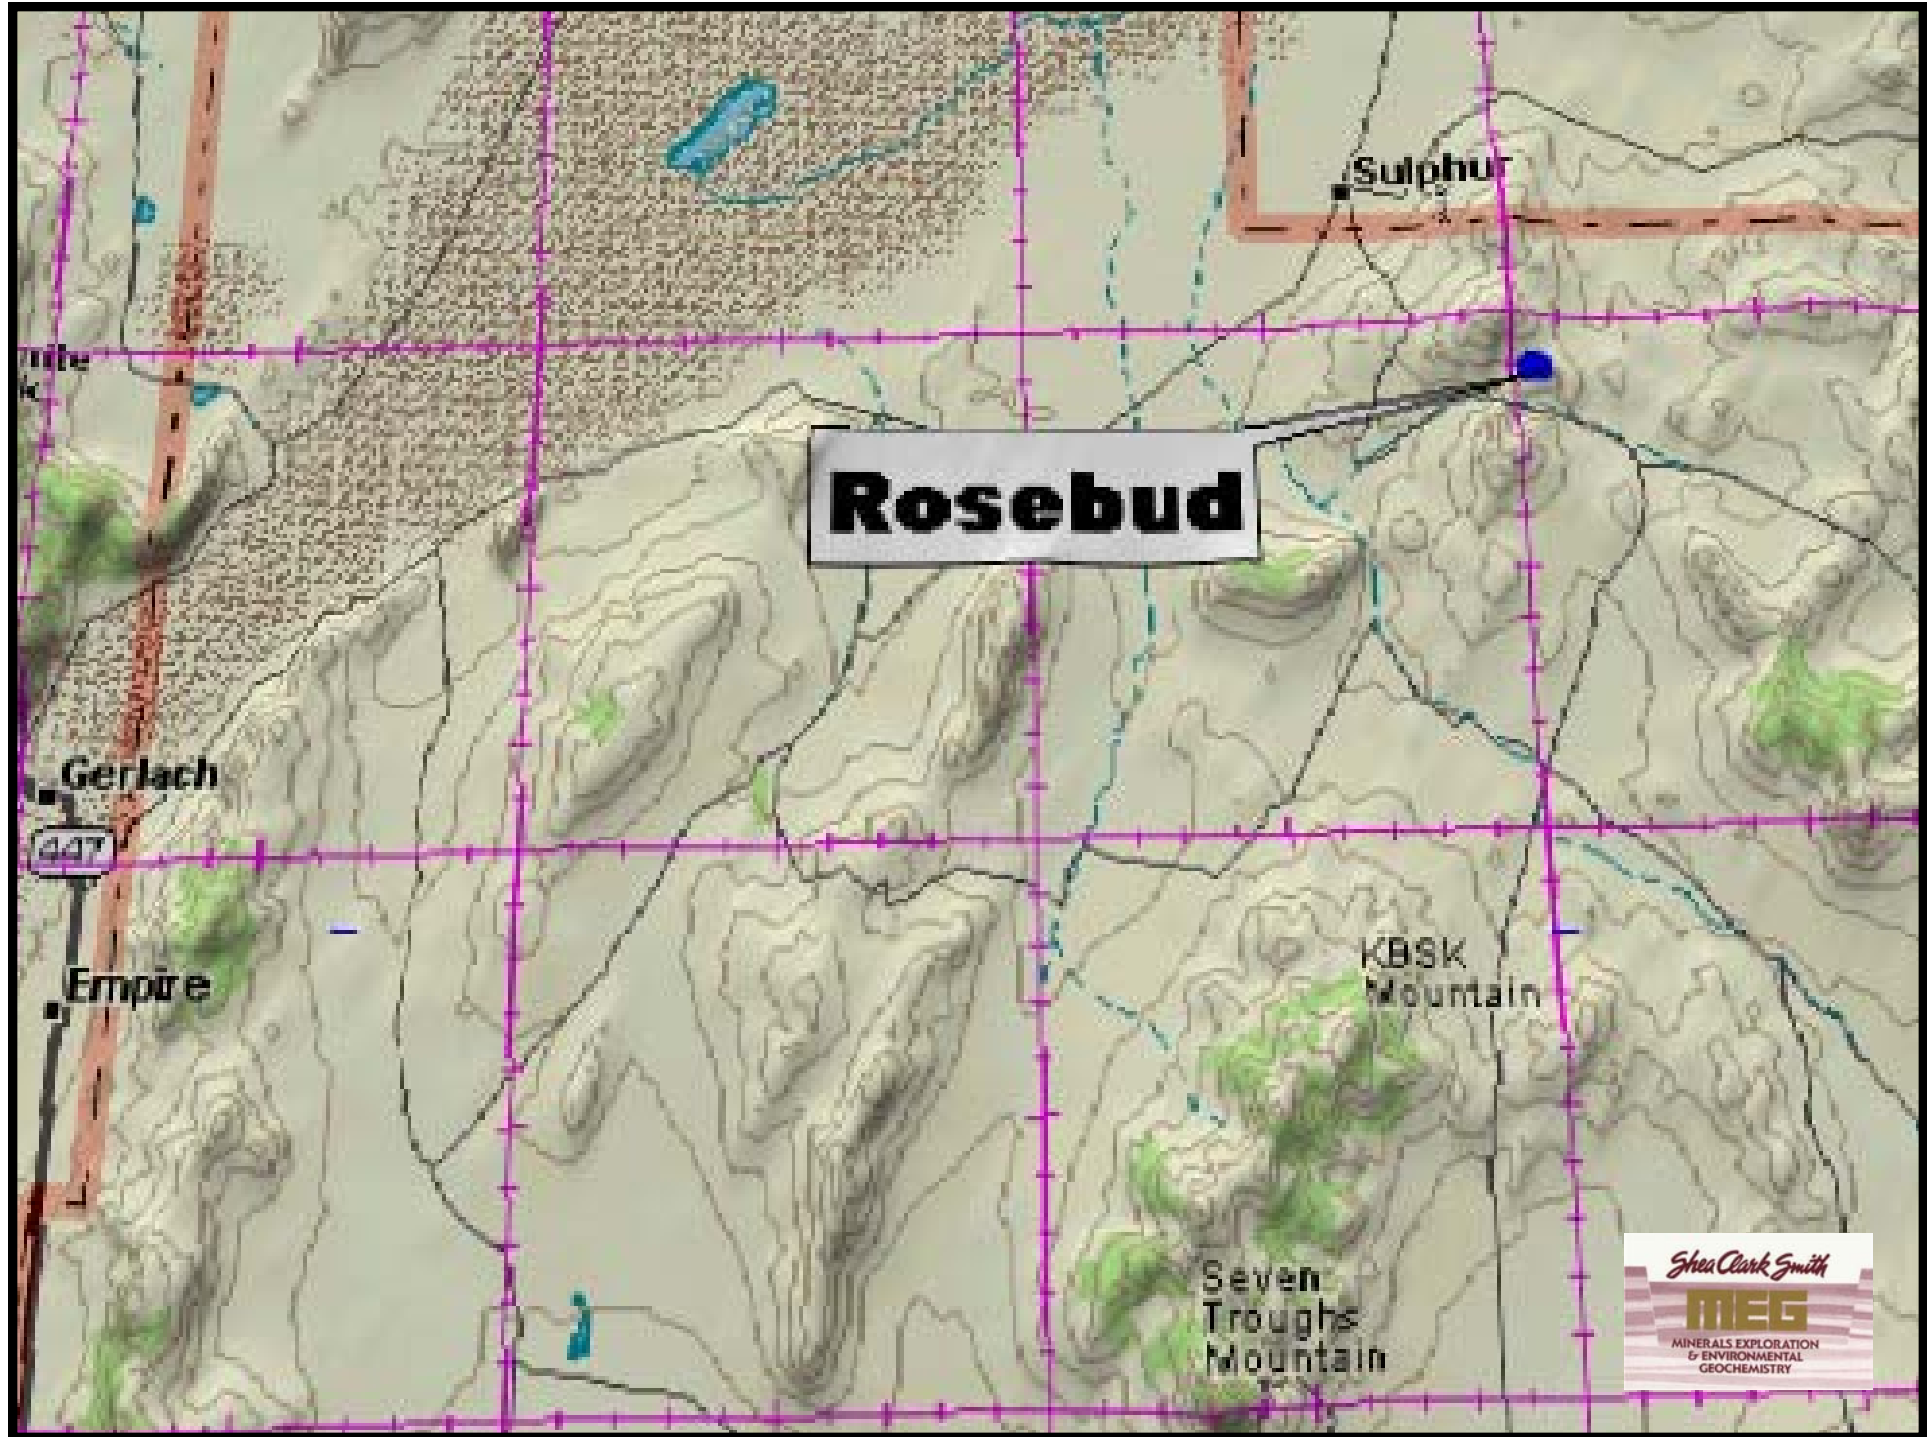 Sulphur
Rosebud
Gerlach
447
Empire
KBSK
Mountain
Seven
Troughs
Mountain
Shea Clark Smith
MEG
MINERALS EXPLORATION
& ENVIRONMENTAL
GEOCHEMISTRY